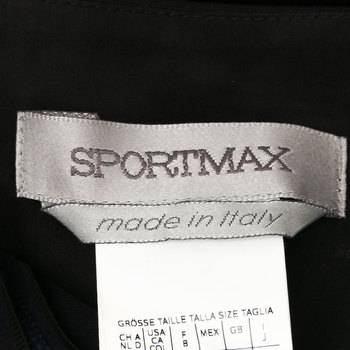 SPORTMAX
made in Italy
GRÖSSE TAILLE TALLA SIZE TAGLIA
CH A USA F MEX GB I
NL D CA B J
COL